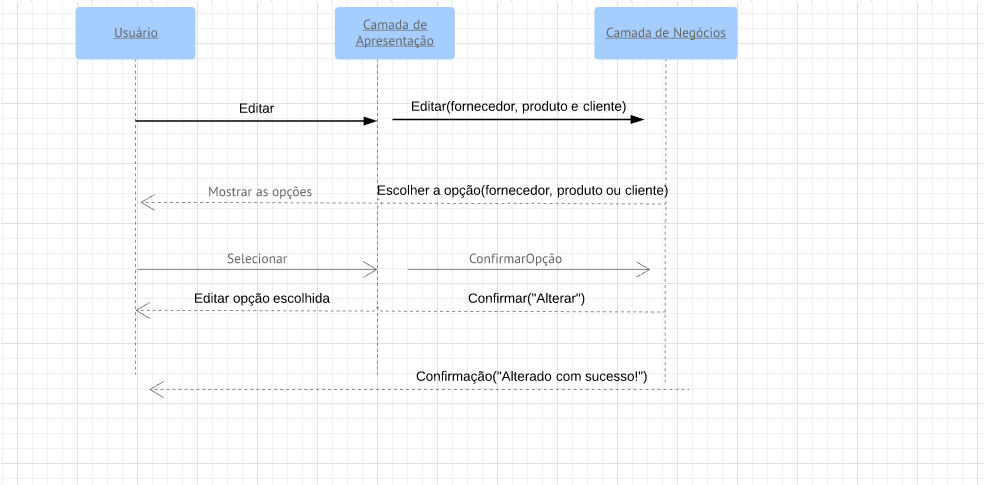 Usuário
Camada de
Apresentação
Camada de Negócios
Editar
Editar(fornecedor, produto e cliente)
Mostrar as opções
Escolher a opção(fornecedor, produto ou cliente)
Selecionar
ConfirmarOpção
Editar opção escolhida
Confirmar("Alterar")
Confirmação("Alterado com sucesso!")